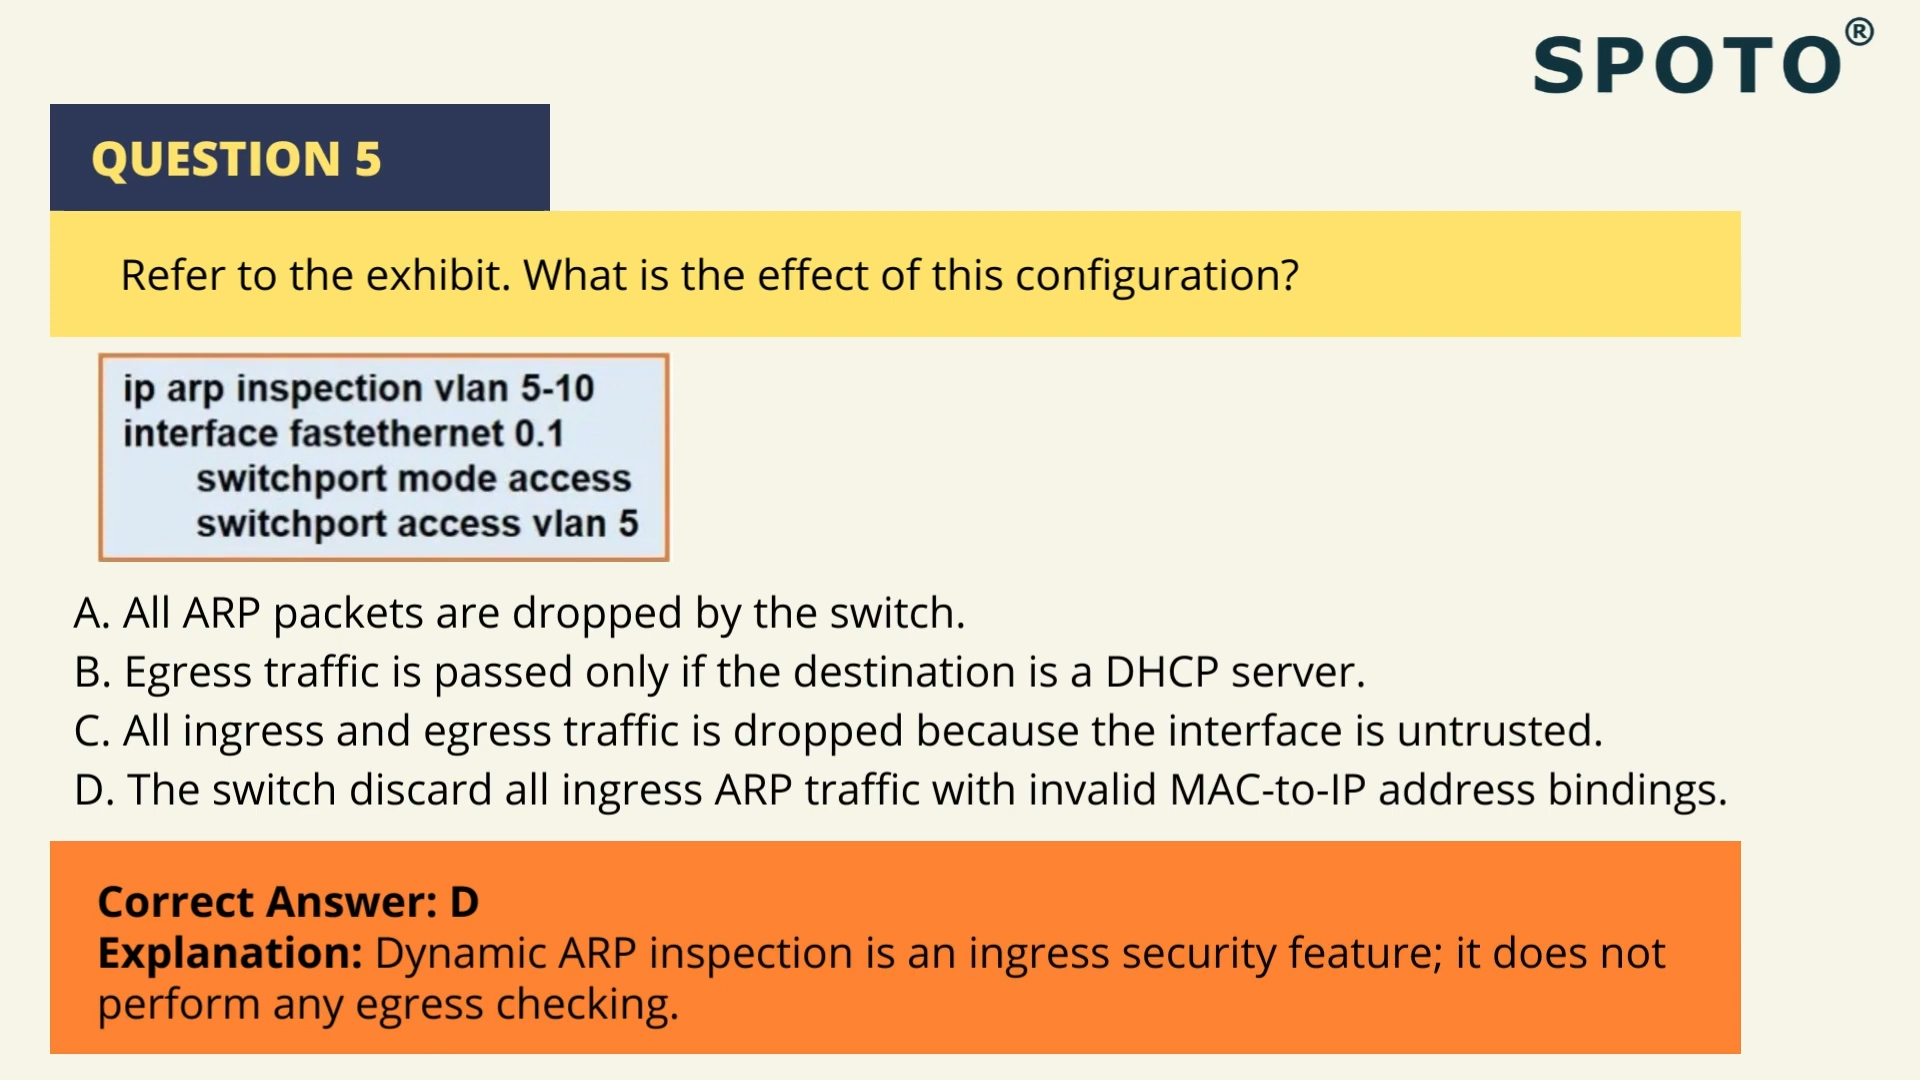 SPOTO®
QUESTION 5
Refer to the exhibit. What is the effect of this configuration?
ip arp inspection vlan 5-10
interface fastethernet 0.1
switchport mode access
switchport access vlan 5
A. All ARP packets are dropped by the switch.
B. Egress traffic is passed only if the destination is a DHCP server.
C. All ingress and egress traffic is dropped because the interface is untrusted.
D. The switch discard all ingress ARP traffic with invalid MAC-to-IP address bindings.
Correct Answer: D
Explanation: Dynamic ARP inspection is an ingress security feature; it does not
perform any egress checking.